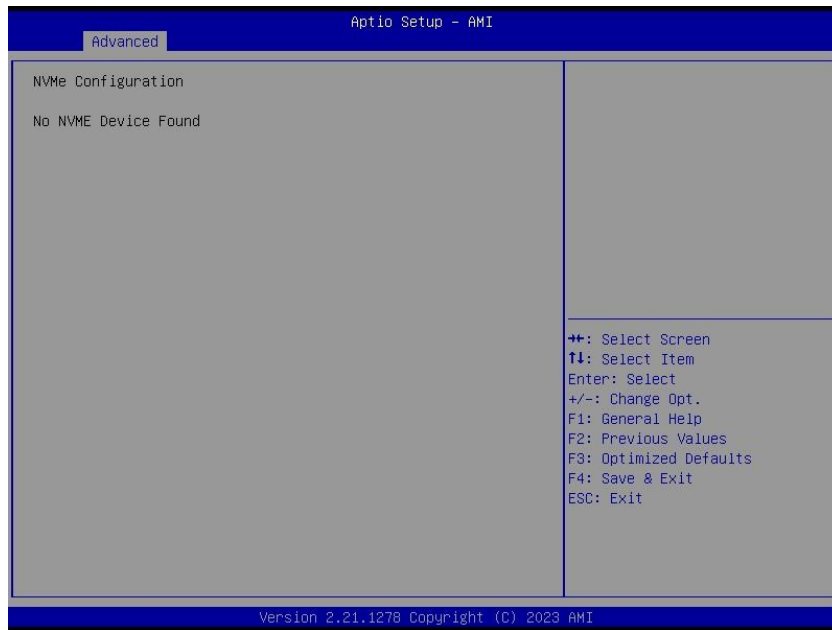 Aptio Setup – AMI
Advanced
NVMe Configuration
No NVME Device Found
→←: Select Screen
↑↓: Select Item
Enter: Select
+/-: Change Opt.
F1: General Help
F2: Previous Values
F3: Optimized Defaults
F4: Save & Exit
ESC: Exit
Version 2.21.1278 Copyright (C) 2023 AMI